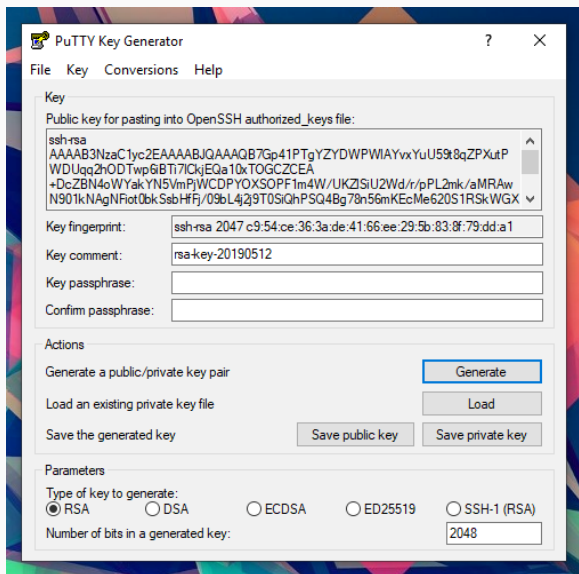 PuTTY Key Generator
File Key Conversions Help
Key
Public key for pasting into OpenSSH authorized_keys file:
ssh-rsa
AAAAB3NzaC1yc2EAAAABJQAAAQB7Gp41PTgYZYDWPWIAYvxYuU59t8qZPXutP
WDUqq2hODTwp6iBTi7lCkjEQa10xTOGCZCEA
+DcZBN4oWYakYN5VmPjWCDPYOXSOPF1m4W/UKZISiU2Wd/r/pPL2mk/aMRAw
N901kNAgNFiot0bkSsbHfFj/09bL4j2j9T0SiQhPSQ4Bg78n56mKEcMe620S1RSkWGX
Key fingerprint: ssh-rsa 2047 c9:54:ce:36:3a:de:41:66:ee:29:5b:83:8f:79:dd:a1
Key comment: rsa-key-20190512
Key passphrase:
Confirm passphrase:
Actions
Generate a public/private key pair Generate
Load an existing private key file Load
Save the generated key Save public key Save private key
Parameters
Type of key to generate:
RSA DSA ECDSA ED25519 SSH-1 (RSA)
Number of bits in a generated key: 2048